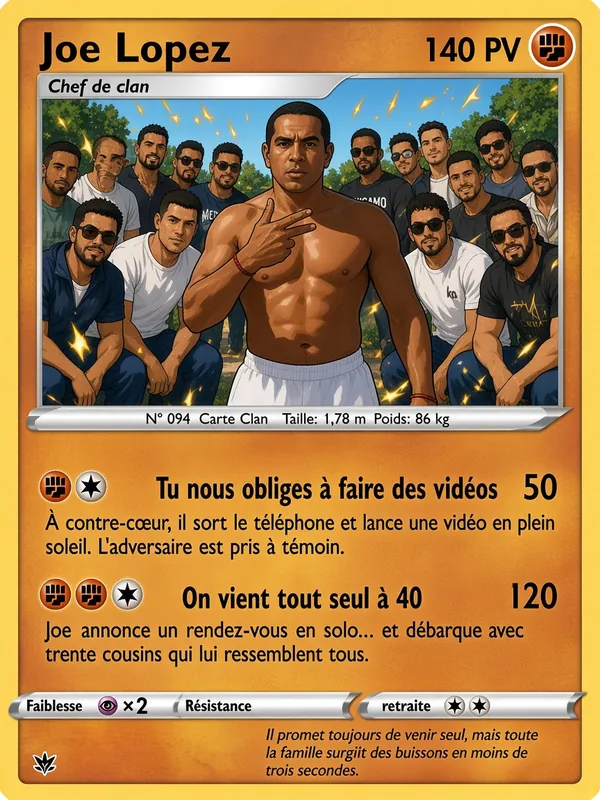 Joe Lopez
140 PV
Chef de clan
N° 094 Carte Clan Taille: 1,78 m Poids: 86 kg
Tu nous obliges à faire des vidéos 50
À contre-cœur, il sort le téléphone et lance une vidéo en plein
soleil. L'adversaire est pris à témoin.
On vient tout seul à 40 120
Joe annonce un rendez-vous en solo... et débarque avec
trente cousins qui lui ressemblent tous.
Faiblesse ×2 Résistance retraite
Il promet toujours de venir seul, mais toute
la famille surgiit des buissons en moins de
trois secondes.